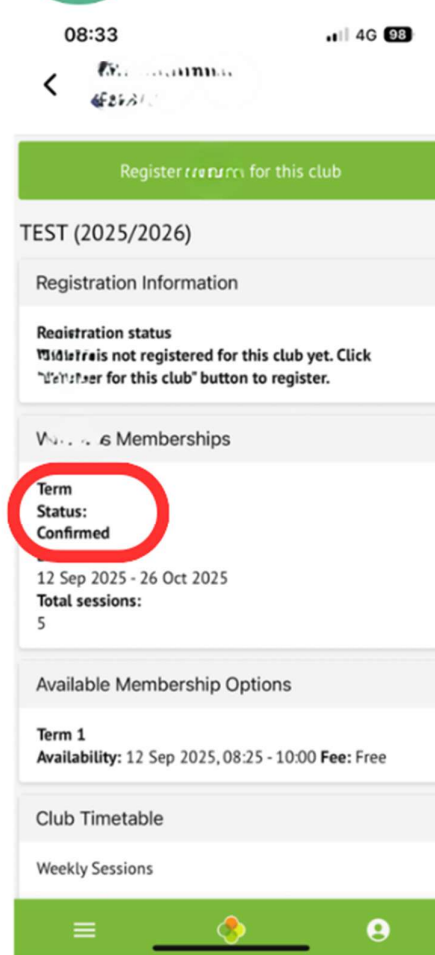 08:33
4G 98
Register for this club
TEST (2025/2026)
Registration Information
Registration status
is not registered for this club yet. Click
for this club" button to register.
Memberships
Term
Status:
Confirmed
12 Sep 2025 - 26 Oct 2025
Total sessions:
5
Available Membership Options
Term 1
Availability: 12 Sep 2025, 08:25 - 10:00 Fee: Free
Club Timetable
Weekly Sessions